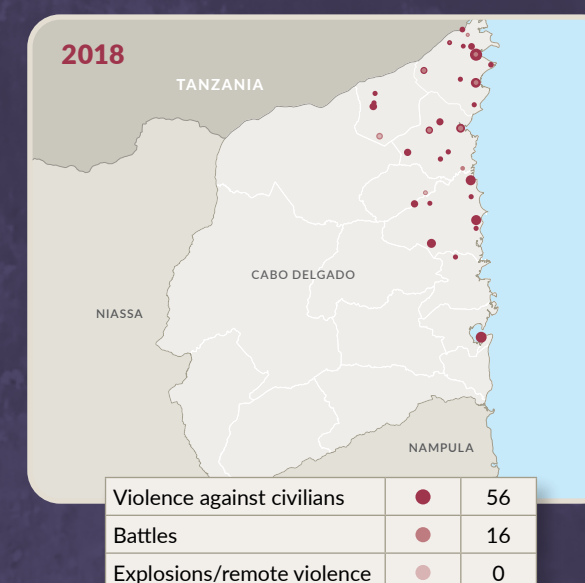 2018
TANZANIA
CABO DELGADO
NIASSA
NAMPULA
Violence against civilians 56
Battles 16
Explosions/remote violence 0